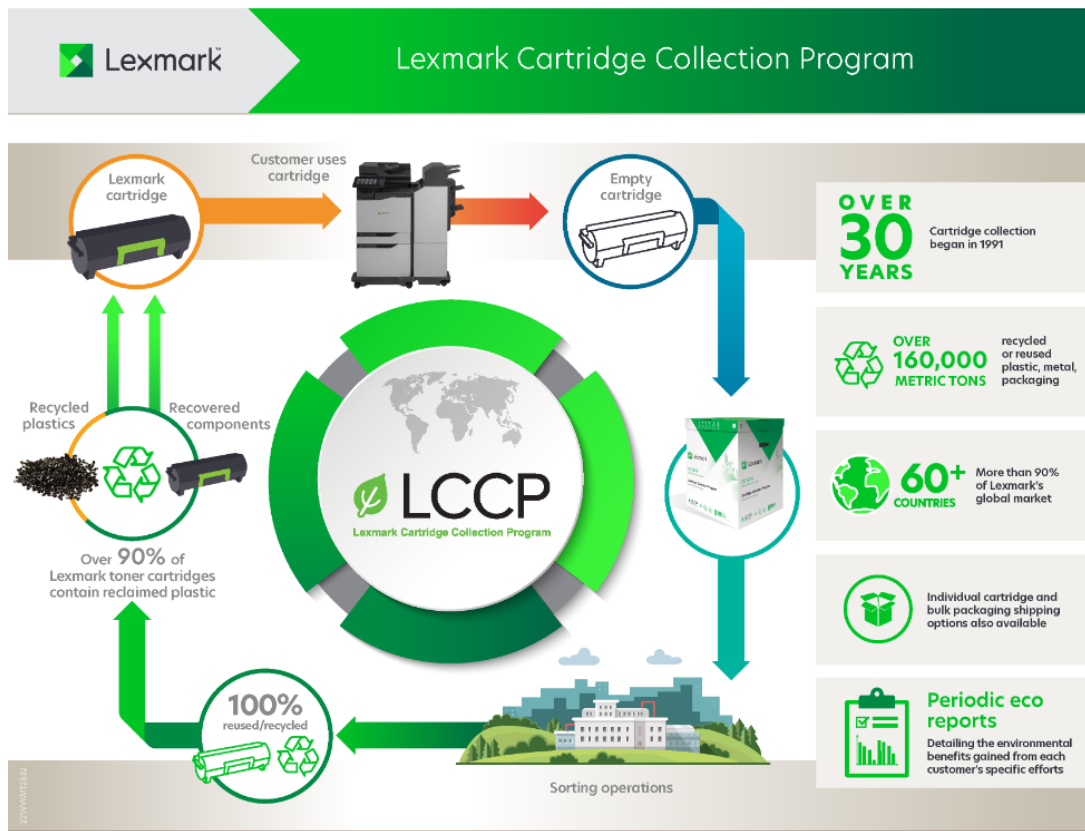 Lexmark™
Lexmark Cartridge Collection Program
Lexmark
cartridge
Customer uses
cartridge
Empty
cartridge
OVER
30
YEARS
Cartridge collection
began in 1991
OVER
160,000
METRIC TONS
recycled
or reused
plastic, metal,
packaging
60+
COUNTRIES
More than 90%
of Lexmark's
global market
Individual cartridge and
bulk packaging shipping
options also available
Periodic eco
reports
Detailing the environmental
benefits gained from each
customer's specific efforts
Recycled
plastics
Recovered
components
LCCP
Lexmark Cartridge Collection Program
Lexmark
Lexmark
Over 90% of
Lexmark toner cartridges
contain reclaimed plastic
100%
reused/recycled
Sorting operations